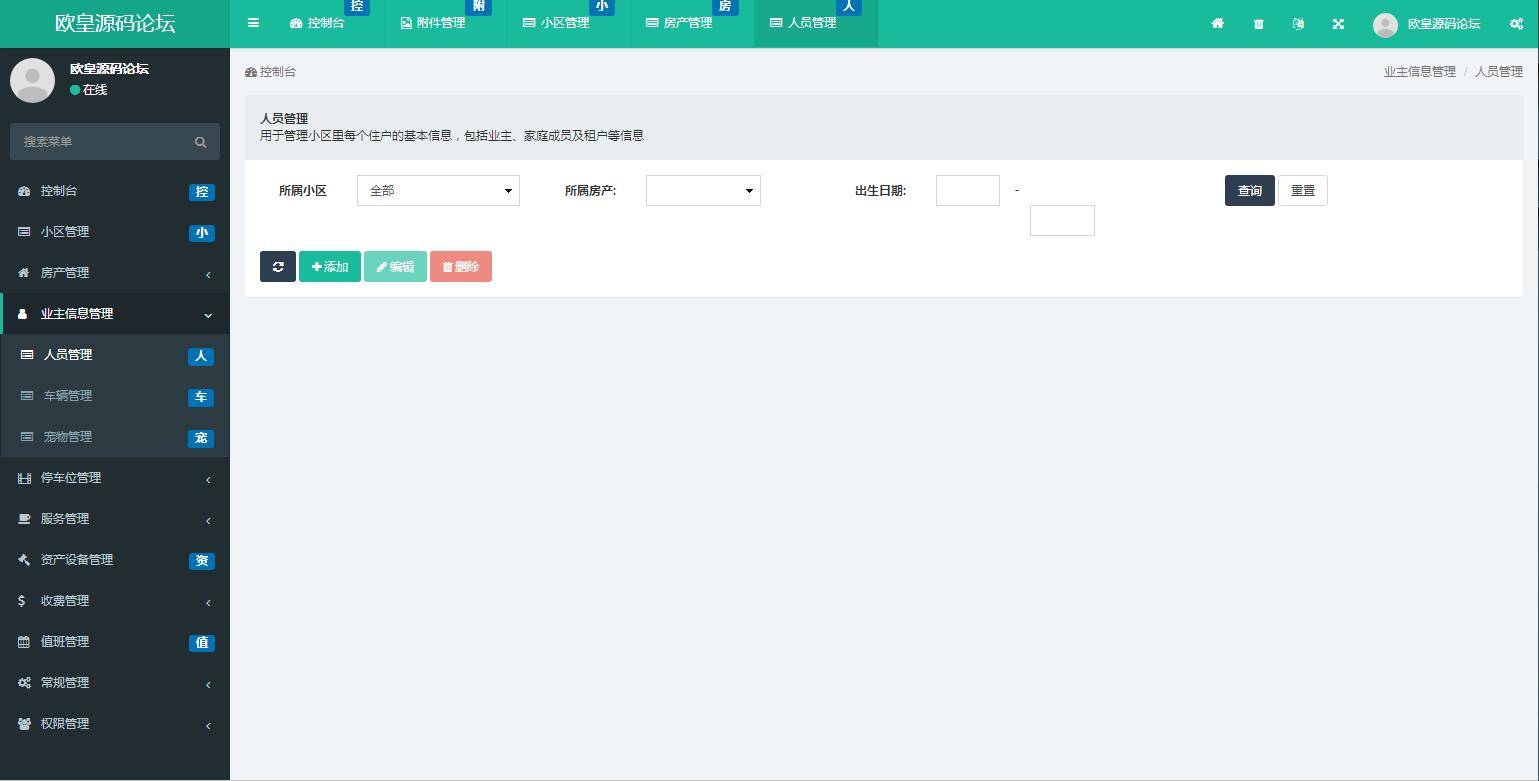 欧皇源码论坛
控制台 控
附件管理 附
小区管理 小
房产管理 房
人员管理 人
欧皇源码论坛
欧皇源码论坛
在线
搜索菜单
控制台 控
小区管理 小
房产管理
业主信息管理
人员管理 人
车辆管理 车
宠物管理 宠
停车位管理
服务管理
资产设备管理 资
收费管理
值班管理 值
常规管理
权限管理
控制台
业主信息管理 / 人员管理
人员管理
用于管理小区里每个住户的基本信息，包括业主、家庭成员及租户等信息
所属小区 全部 所属房产: 出生日期: - 查询 重置
添加 编辑 删除